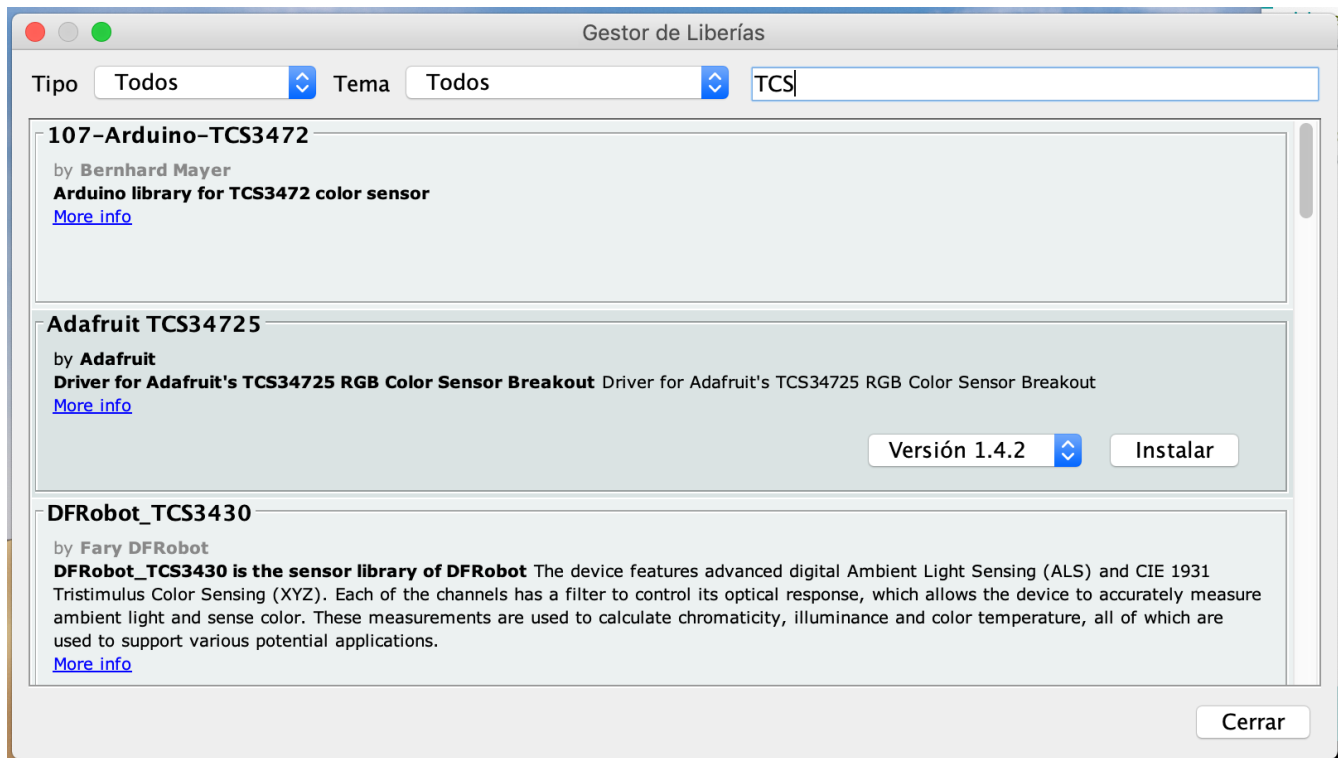 Gestor de Liberías
Tipo Todos Tema Todos TCS
107-Arduino-TCS3472
by Bernhard Mayer
Arduino library for TCS3472 color sensor
More info
Adafruit TCS34725
by Adafruit
Driver for Adafruit's TCS34725 RGB Color Sensor Breakout Driver for Adafruit's TCS34725 RGB Color Sensor Breakout
More info
Versión 1.4.2 Instalar
DFRobot_TCS3430
by Fary DFRobot
DFRobot_TCS3430 is the sensor library of DFRobot The device features advanced digital Ambient Light Sensing (ALS) and CIE 1931
Tristimulus Color Sensing (XYZ). Each of the channels has a filter to control its optical response, which allows the device to accurately measure
ambient light and sense color. These measurements are used to calculate chromaticity, illuminance and color temperature, all of which are
used to support various potential applications.
More info
Cerrar